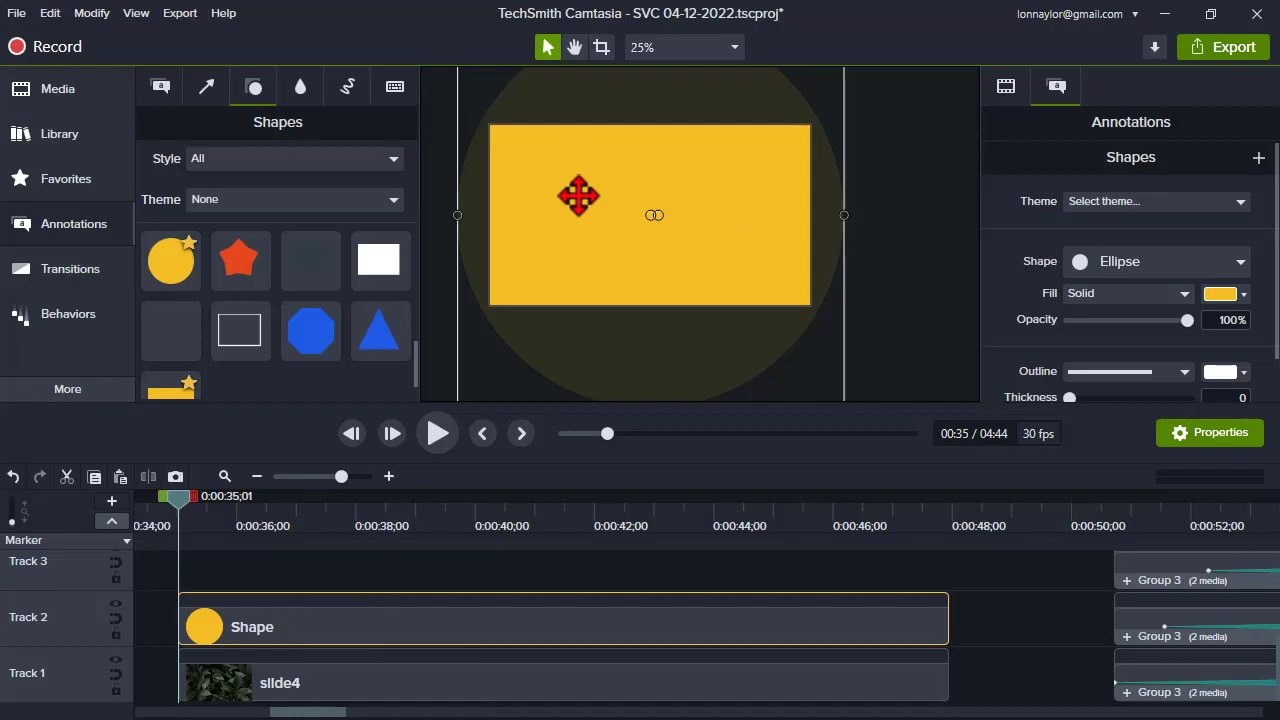 File Edit Modify View Export Help
TechSmith Camtasia - SVC 04-12-2022.tscproj*
lonnaylor@gmail.com
Record
25%
Export
Media
Library
Favorites
Annotations
Transitions
Behaviors
More
a
Shapes
Style All
Theme None
a
Annotations
Shapes
Theme Select theme...
Shape Ellipse
Fill Solid
Opacity 100%
Outline
Thickness 0
00:35 / 04:44 30 fps
Properties
0:00:35;01
0:34;00 0:00:36;00 0:00:38;00 0:00:40;00 0:00:42;00 0:00:44;00 0:00:46;00 0:00:48;00 0:00:50;00 0:00:52;00
Marker
Track 3
+ Group 3 (2 media)
Track 2
Shape
+ Group 3 (2 media)
Track 1
slide4
+ Group 3 (2 media)